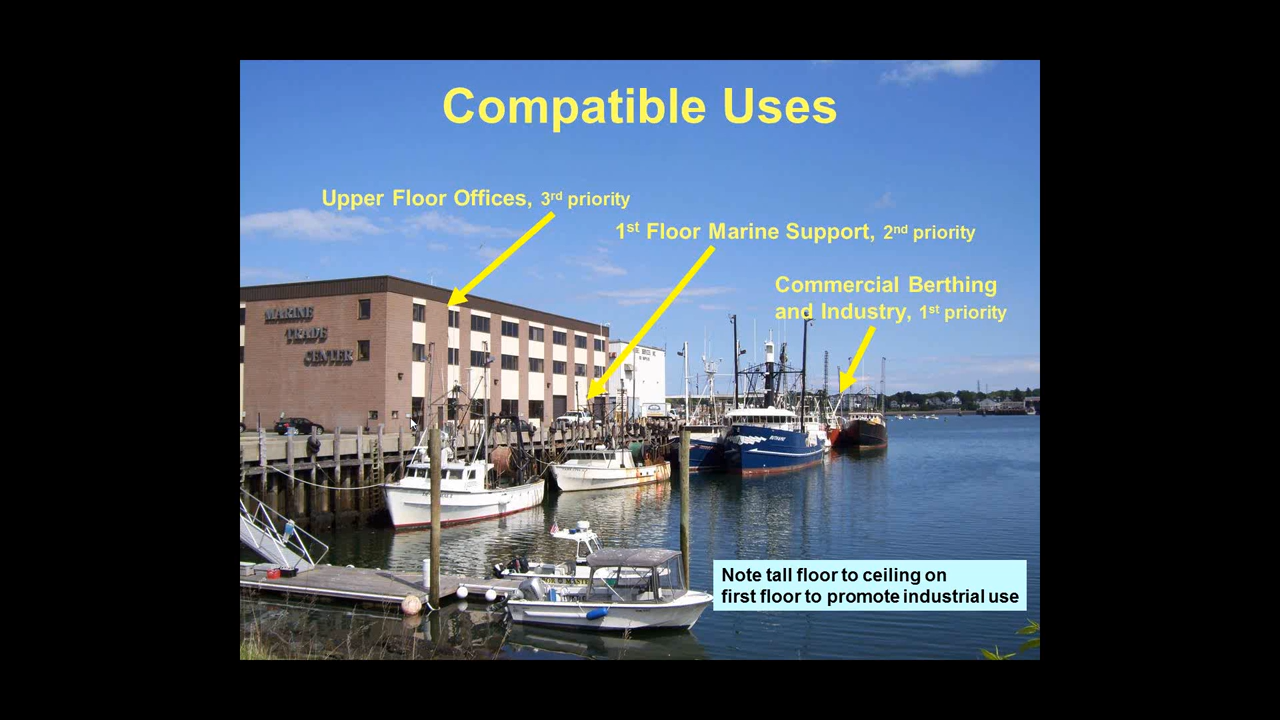 Compatible Uses
Upper Floor Offices, 3rd priority
1st Floor Marine Support, 2nd priority
Commercial Berthing
and Industry, 1st priority
MARINE
TRADE
CENTER
Note tall floor to ceiling on
first floor to promote industrial use